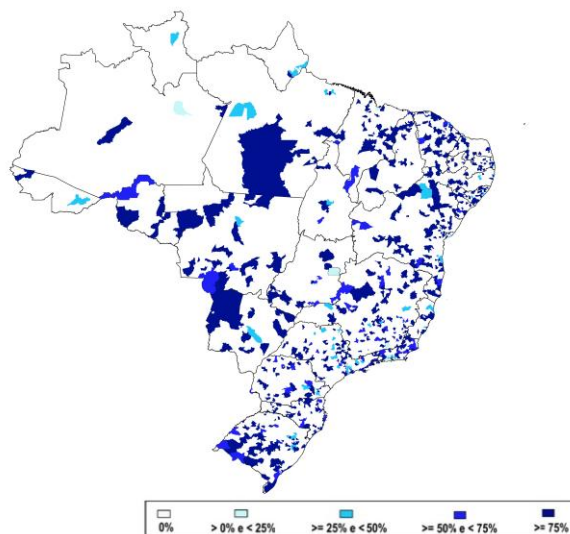 0%
> 0% e < 25%
>= 25% e < 50%
>= 50% e < 75%
>= 75%